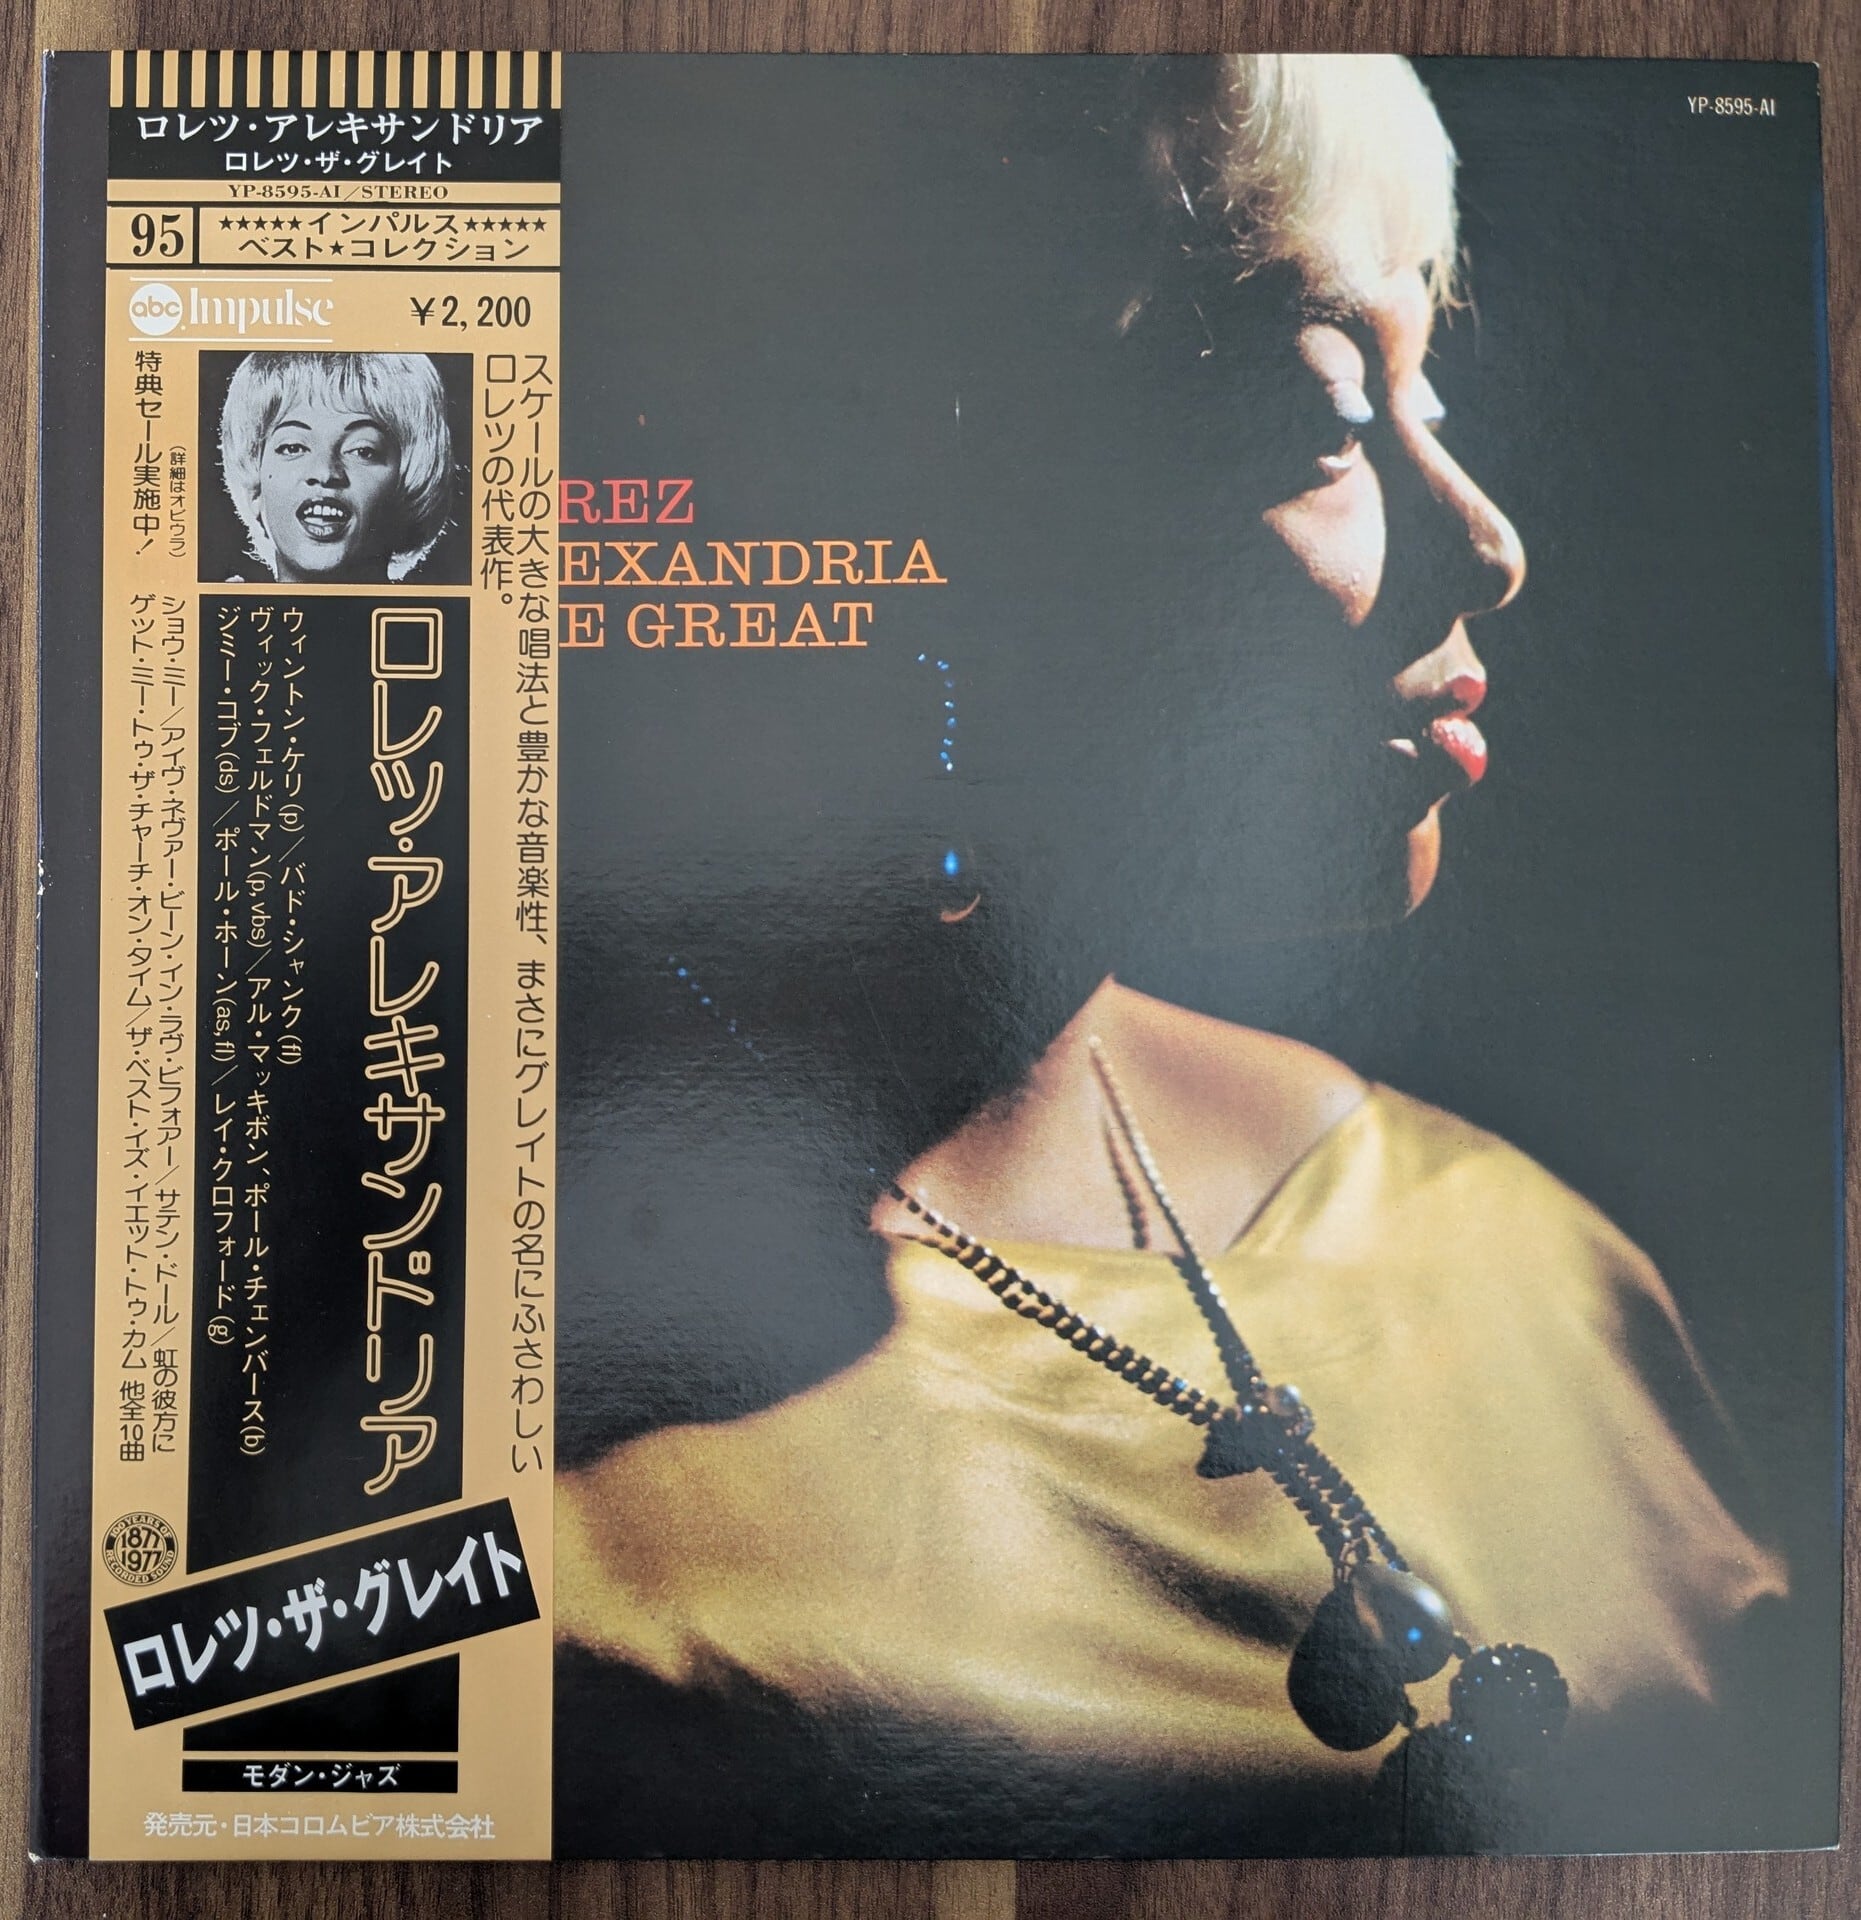 ロレツ・アレキサンドリア
ロレツ・ザ・グレイト
YP-8595-AI/STEREO
95
★★★★★インパルス★★★★★
ベスト★コレクション
abc Impulse
¥2,200
スケールの大きな唱法と豊かな音楽性、まさにグレイトの名にふさわしい
ロレツの代表作。
特典セール実施中!
(詳細はオビウラ)
ロレツ・アレキサンドリア
ウィントン・ケリ(p)/バド・シャンク(fl)
ヴィック・フェルドマン(p,vbs)/アル・マッキボン、ポール・チェンバース(b)
ジミー・コブ(ds)/ポール・ホーン(as,fl)/レイ・クロフォード(g)
ショウ・ミー/アイヴ・ネヴァー・ビーン・イン・ラヴ・ビフォアー/サテン・ドール/虹の彼方に
ゲット・ミー・トゥ・ザ・チャーチ・オン・タイム/ザ・ベスト・イズ・イエット・トゥ・カム 他全10曲
100 YEARS OF
1877
1977
RECORDED SOUND
ロレツ・ザ・グレイト
モダン・ジャズ
発売元・日本コロムビア株式会社
YP-8595-AI
REZ
EXANDRIA
E GREAT